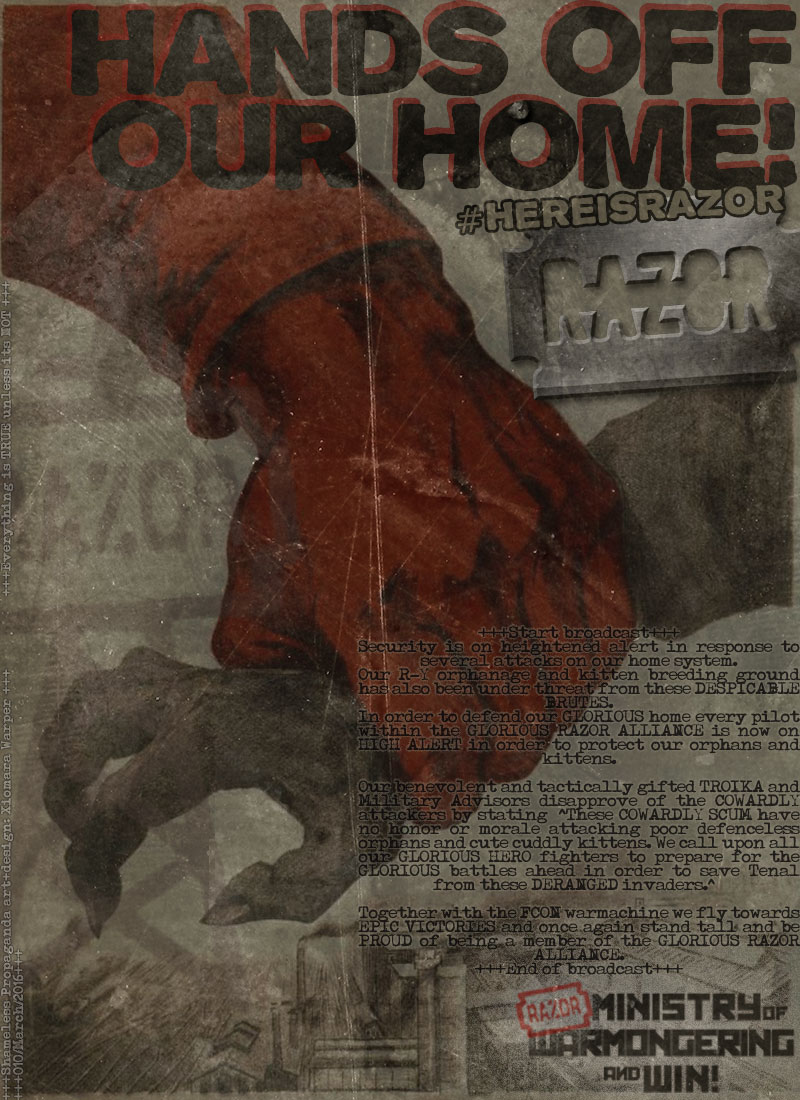 HANDS OFF
OUR HOME!
#HEREISRAZOR
RAZOR
+++Everything is TRUE unless its NOT +++
+++Start broadcast+++
Security is on heightened alert in response to
several attacks on our home system.
Our R-Y orphanage and kitten breeding ground
has also been under threat from these DESPICABLE
BRUTES.
In order to defend our GLORIOUS home every pilot
within the GLORIOUS RAZOR ALLIANCE is now on
HIGH ALERT in order to protect our orphans and
kittens.
Our benevolent and tactically gifted TROIKA and
Military Advisors disapprove of the COWARDLY
attackers by stating ^These COWARDLY SCUM have
no honor or morale attacking poor defenceless
orphans and cute cuddly kittens. We call upon all
our GLORIOUS HERO fighters to prepare for the
GLORIOUS battles ahead in order to save Tenal
from these DERANGED invaders.^
Together with the FCON warmachine we fly towards
EPIC VICTORIES and once again stand tall and be
PROUD of being a member of the GLORIOUS RAZOR
ALLIANCE.
+++End of broadcast+++
RAZOR
MINISTRY OF
WARMONGERING
AND WIN!
+++Shameless Propaganda art+design: Xiomara Warper +++
+++010/March/2016+++
RAZOR